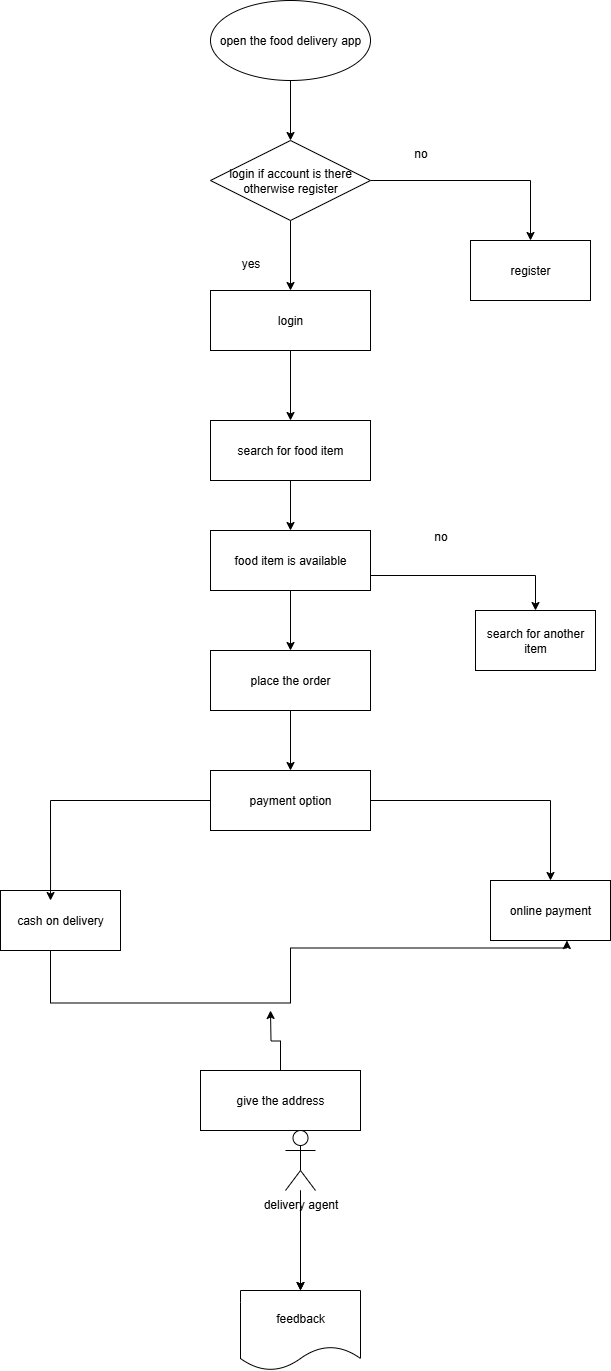 open the food delivery app
login if account is there
otherwise register
no
yes
register
login
search for food item
food item is available
no
search for another
item
place the order
payment option
cash on delivery
online payment
give the address
delivery agent
feedback